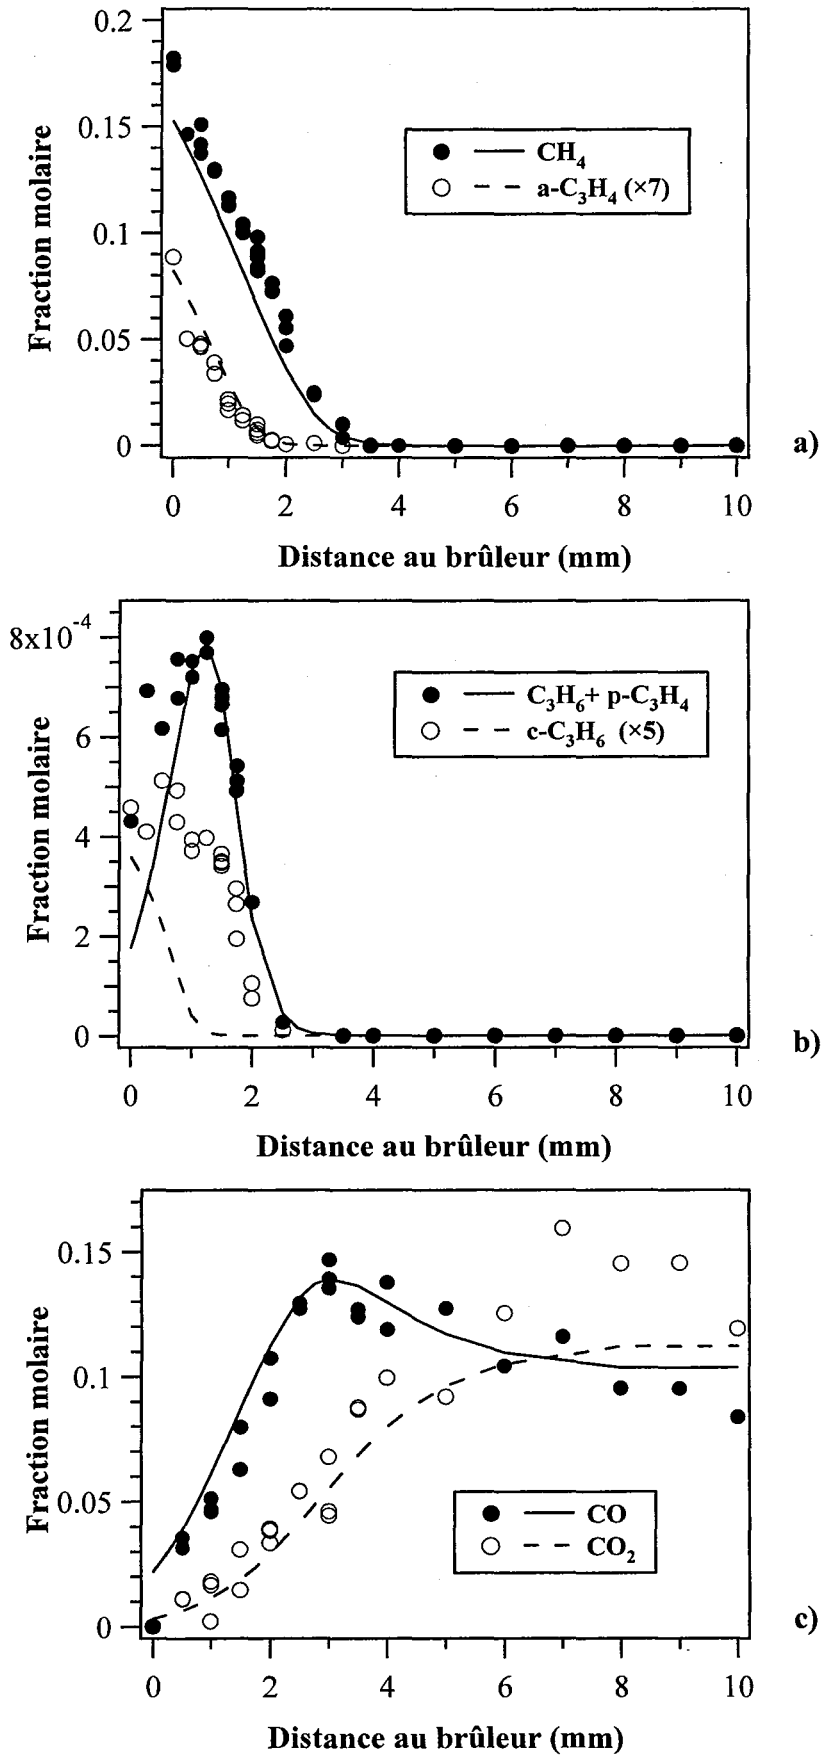 0.2
0.15
0.1
0.05
0
Fraction molaire
CH4
a-C3H4 (×7)
0 2 4 6 8 10
Distance au brûleur (mm)
a)
8x10-4
6
4
2
0
Fraction molaire
C3H6+ p-C3H4
c-C3H6 (×5)
0 2 4 6 8 10
Distance au brûleur (mm)
b)
0.15
0.1
0.05
0
Fraction molaire
CO
CO2
0 2 4 6 8 10
Distance au brûleur (mm)
c)